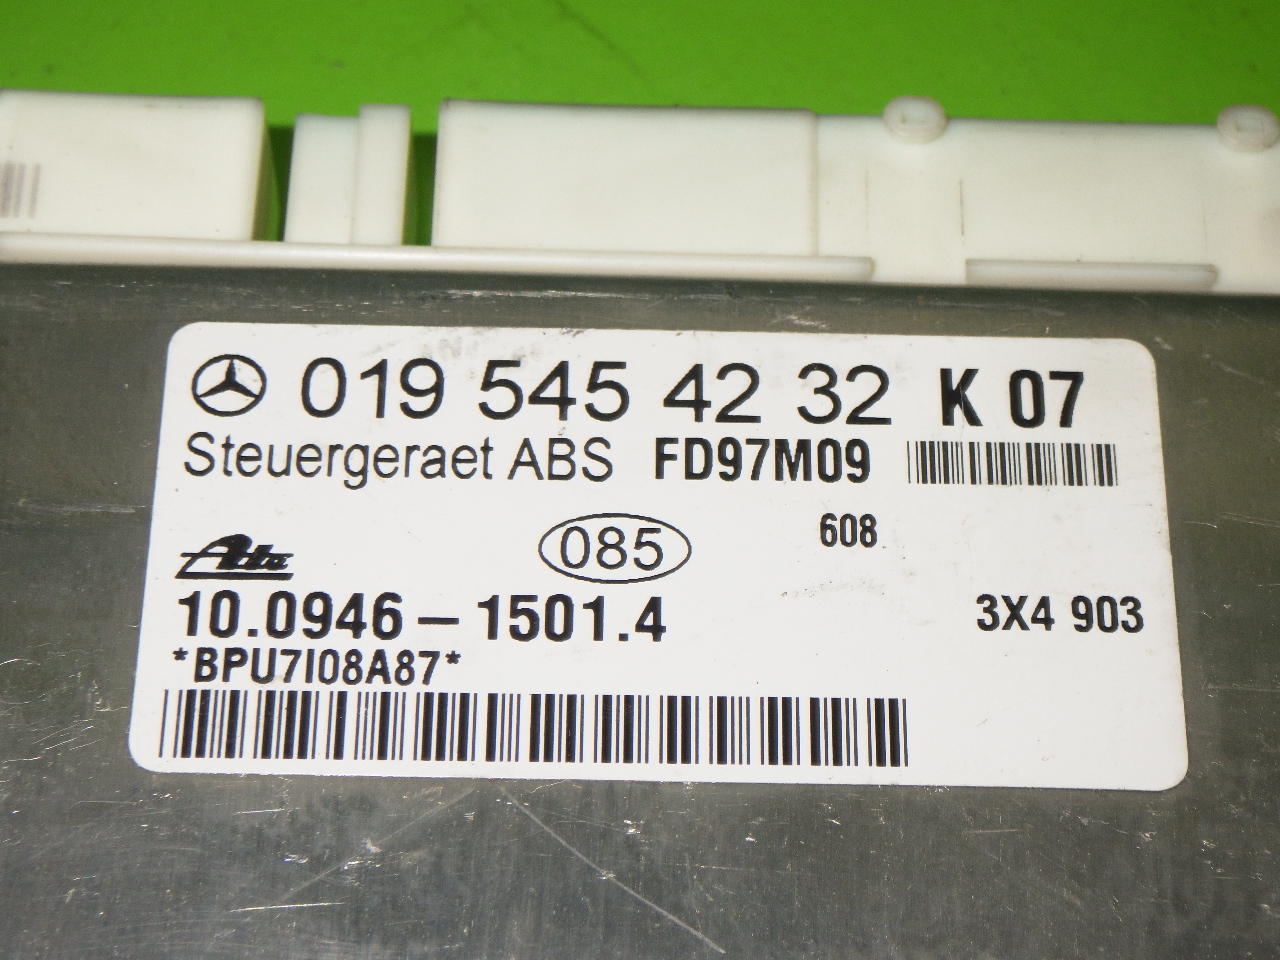 019 545 42 32 K 07
Steuergeraet ABS FD97M09
085 608
Ate
10.0946-1501.4 3X4 903
*BPU7I08A87*